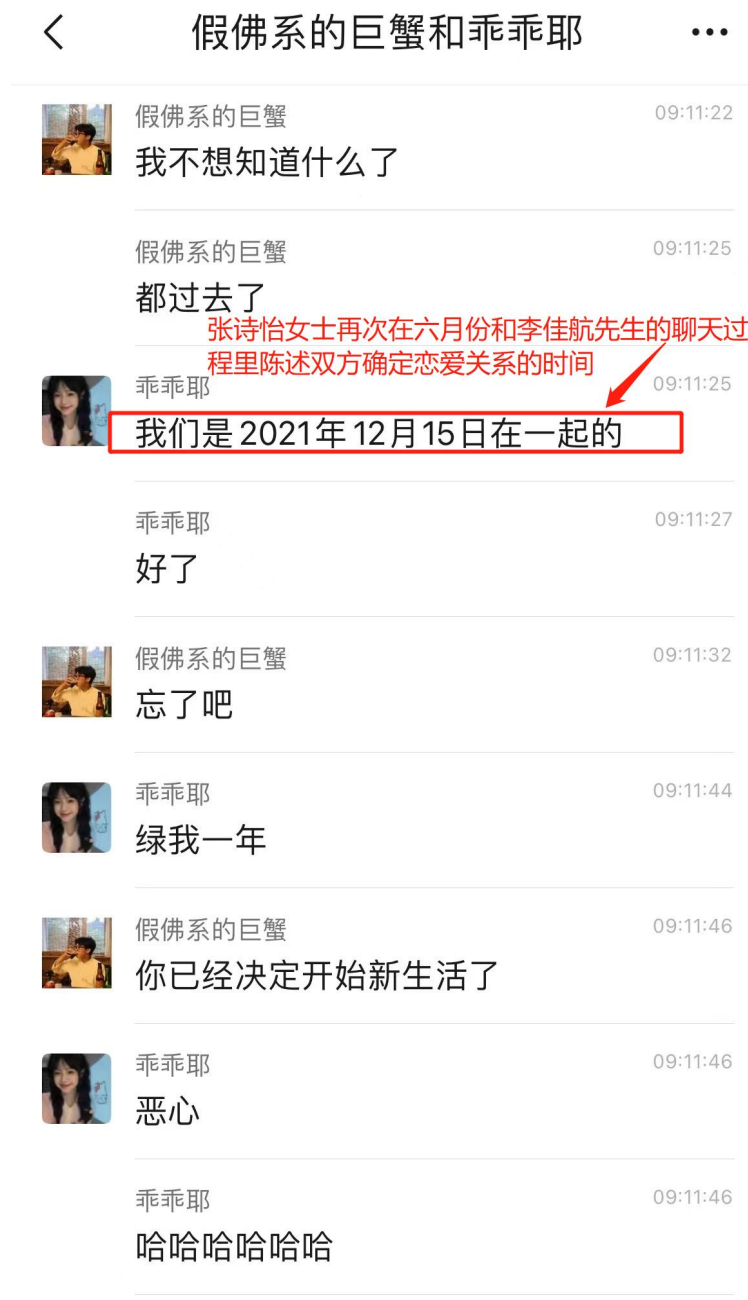 假佛系的巨蟹和乖乖耶
假佛系的巨蟹 09:11:22
我不想知道什么了
假佛系的巨蟹 09:11:25
都过去了
张诗怡女士再次在六月份和李佳航先生的聊天过
程里陈述双方确定恋爱关系的时间
乖乖耶 09:11:25
我们是2021年12月15日在一起的
乖乖耶 09:11:27
好了
假佛系的巨蟹 09:11:32
忘了吧
乖乖耶 09:11:44
绿我一年
假佛系的巨蟹 09:11:46
你已经决定开始新生活了
乖乖耶 09:11:46
恶心
乖乖耶 09:11:46
哈哈哈哈哈哈